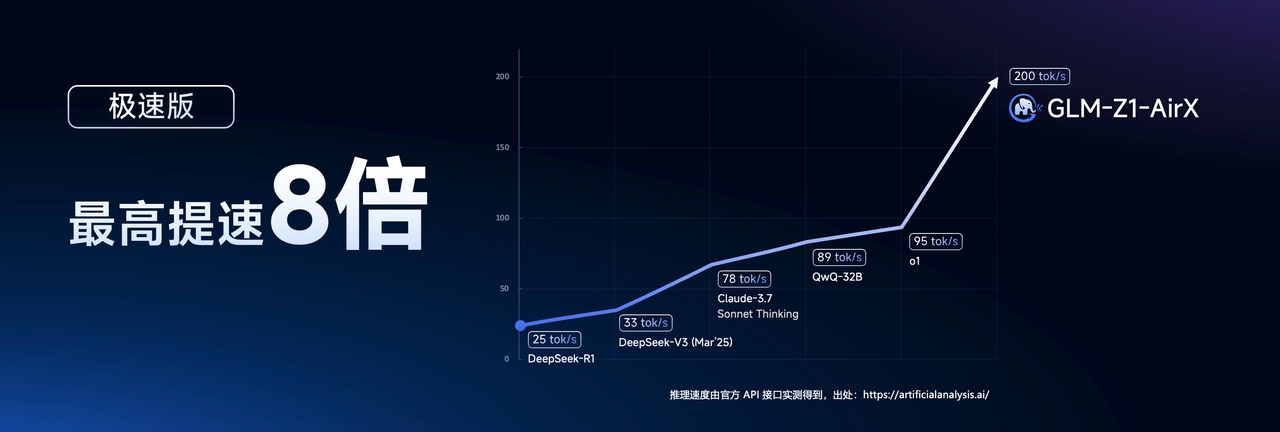 极速版
最高提速8倍
200
150
100
50
0
25 tok/s
DeepSeek-R1
33 tok/s
DeepSeek-V3 (Mar'25)
78 tok/s
Claude-3.7
Sonnet Thinking
89 tok/s
QwQ-32B
95 tok/s
o1
200 tok/s
GLM-Z1-AirX
推理速度由官方 API 接口实测得到，出处：https://artificialanalysis.ai/